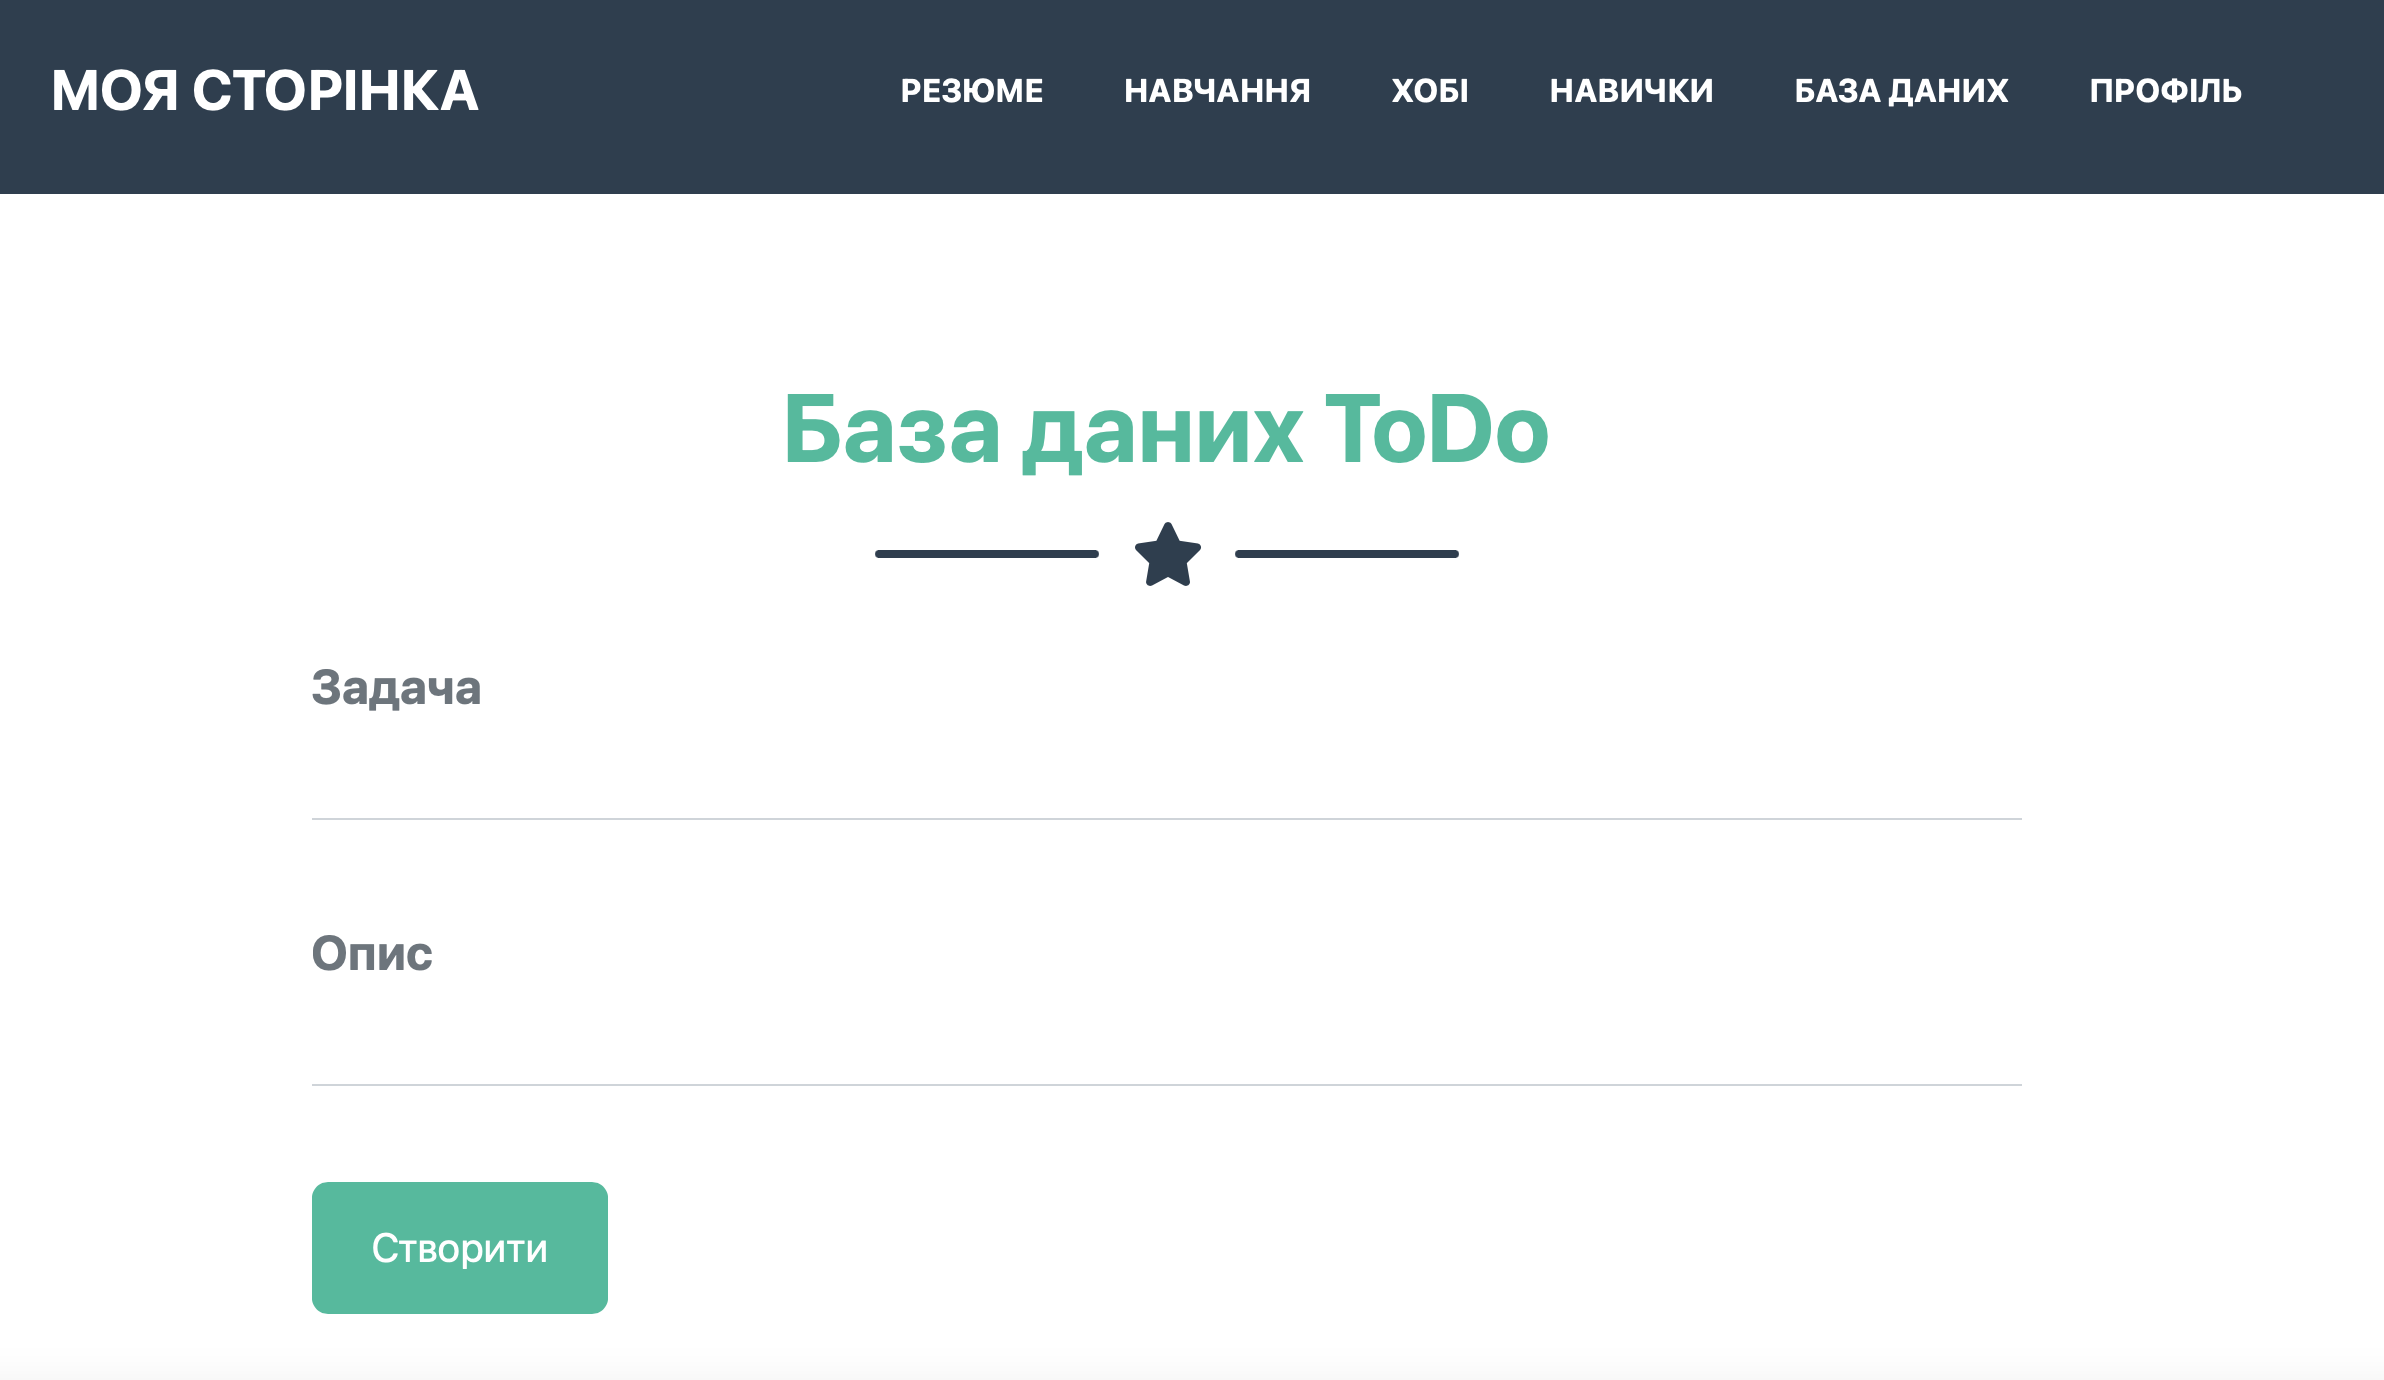 МОЯ СТОРІНКА
РЕЗЮМЕ НАВЧАННЯ ХОБІ НАВИЧКИ БАЗА ДАНИХ ПРОФІЛЬ
База даних ToDo
Задача
Опис
Створити